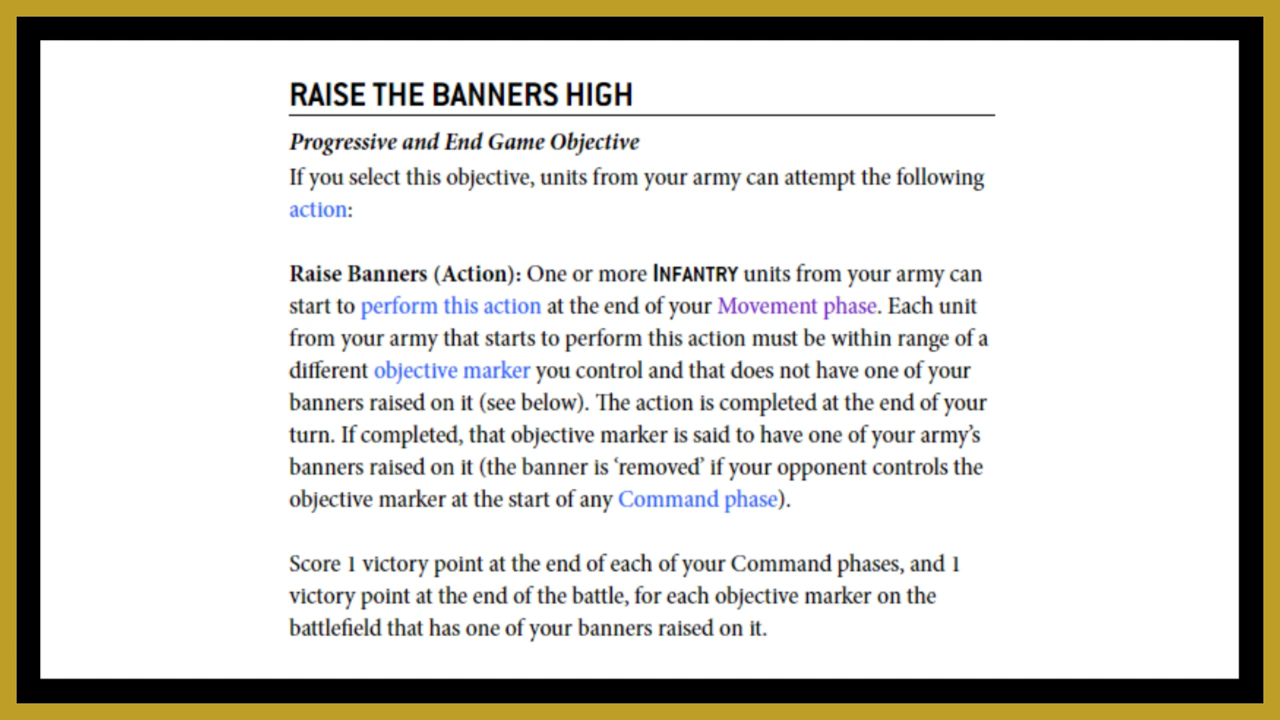 RAISE THE BANNERS HIGH
Progressive and End Game Objective
If you select this objective, units from your army can attempt the following
action:
Raise Banners (Action): One or more INFANTRY units from your army can
start to perform this action at the end of your Movement phase. Each unit
from your army that starts to perform this action must be within range of a
different objective marker you control and that does not have one of your
banners raised on it (see below). The action is completed at the end of your
turn. If completed, that objective marker is said to have one of your army’s
banners raised on it (the banner is ‘removed’ if your opponent controls the
objective marker at the start of any Command phase).
Score 1 victory point at the end of each of your Command phases, and 1
victory point at the end of the battle, for each objective marker on the
battlefield that has one of your banners raised on it.